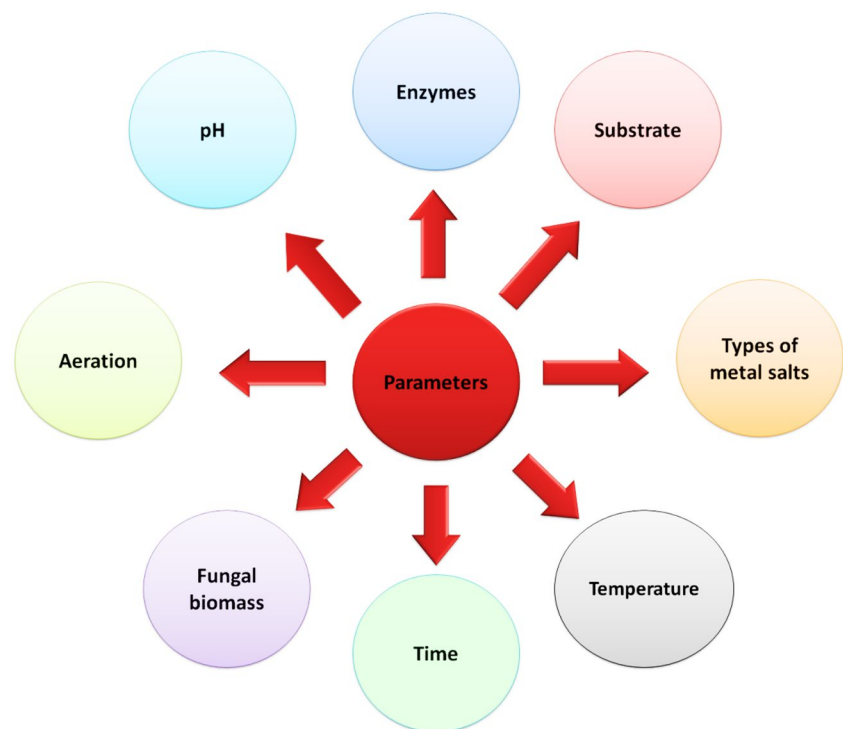 Enzymes
pH
Substrate
Aeration
Types of
metal salts
Parameters
Fungal
biomass
Temperature
Time